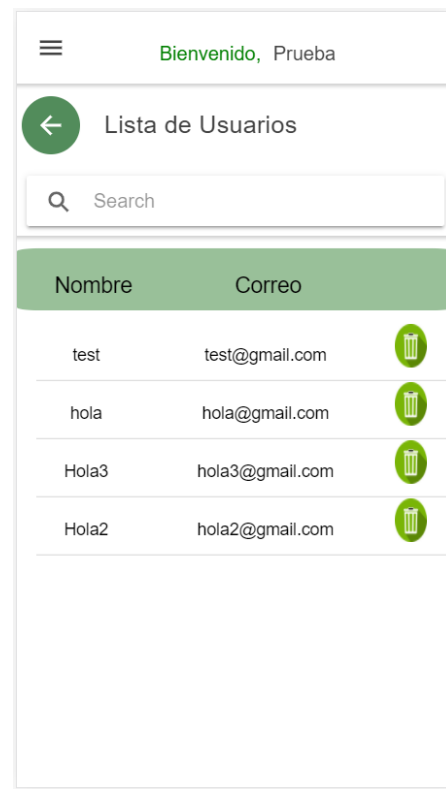 Bienvenido, Prueba
Lista de Usuarios
Search
Nombre Correo
test test@gmail.com
hola hola@gmail.com
Hola3 hola3@gmail.com
Hola2 hola2@gmail.com